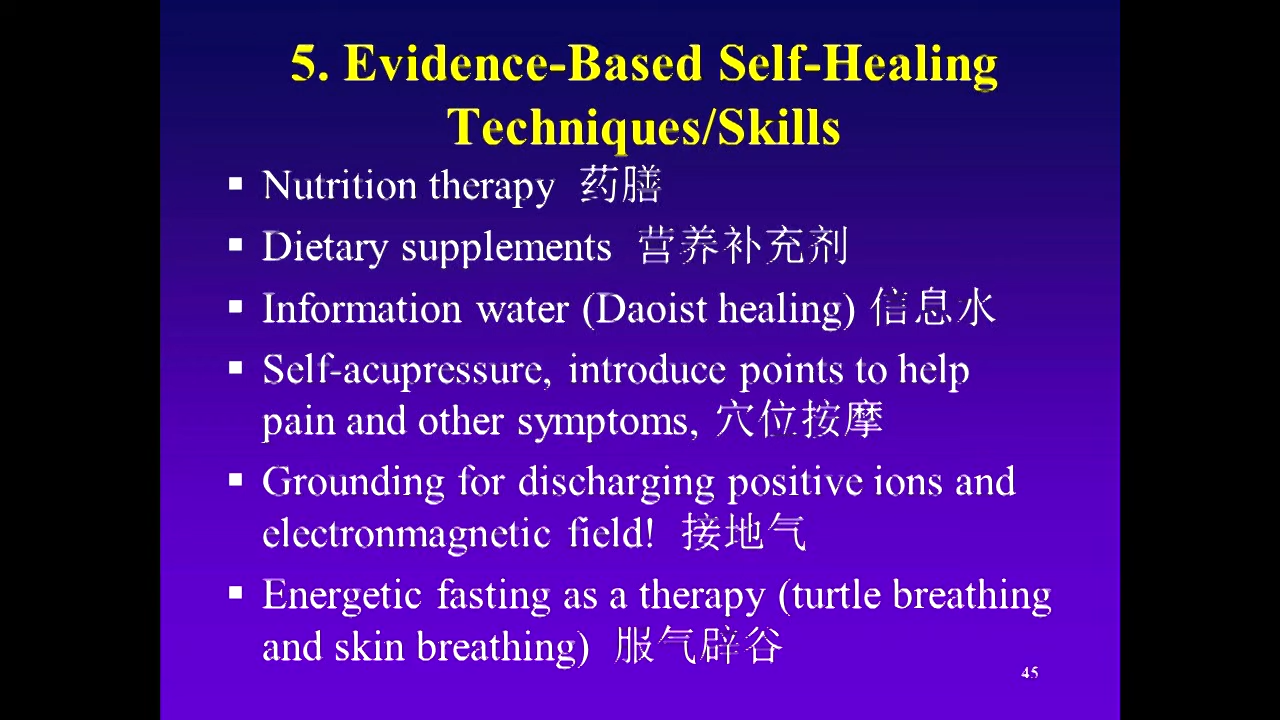 5. Evidence-Based Self-Healing
Techniques/Skills
▪ Nutrition therapy 药膳
▪ Dietary supplements 营养补充剂
▪ Information water (Daoist healing) 信息水
▪ Self-acupressure, introduce points to help
pain and other symptoms, 穴位按摩
▪ Grounding for discharging positive ions and
electronmagnetic field! 接地气
▪ Energetic fasting as a therapy (turtle breathing
and skin breathing) 服气辟谷
45